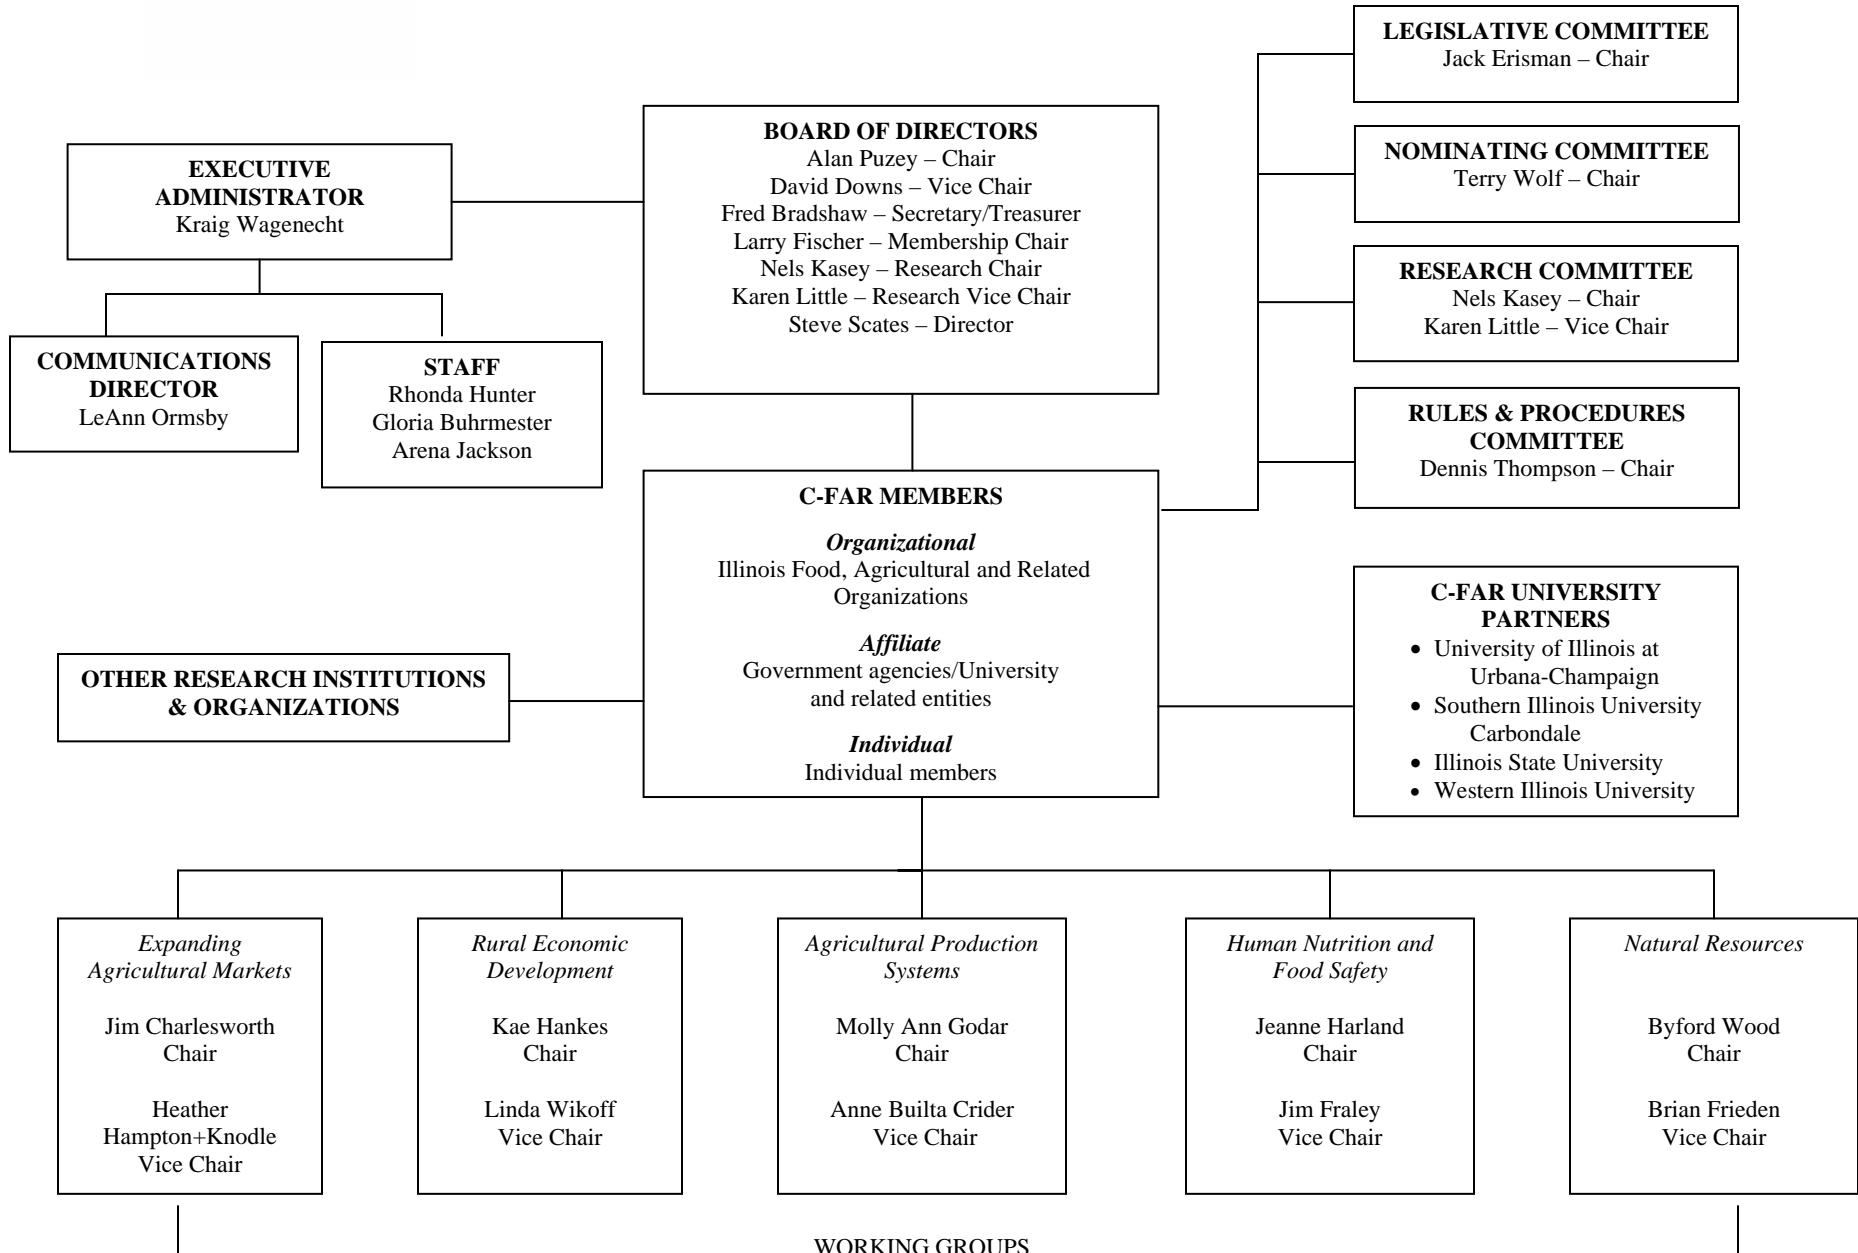 LEGISLATIVE COMMITTEE
Jack Erisman – Chair
BOARD OF DIRECTORS
Alan Puzey – Chair
David Downs – Vice Chair
Fred Bradshaw – Secretary/Treasurer
Larry Fischer – Membership Chair
Nels Kasey – Research Chair
Karen Little – Research Vice Chair
Steve Scates – Director
EXECUTIVE
ADMINISTRATOR
Kraig Wagenecht
NOMINATING COMMITTEE
Terry Wolf – Chair
RESEARCH COMMITTEE
Nels Kasey – Chair
Karen Little – Vice Chair
COMMUNICATIONS
DIRECTOR
LeAnn Ormsby
STAFF
Rhonda Hunter
Gloria Buhrmester
Arena Jackson
RULES & PROCEDURES
COMMITTEE
Dennis Thompson – Chair
C-FAR MEMBERS
Organizational
Illinois Food, Agricultural and Related
Organizations
Affiliate
Government agencies/University
and related entities
Individual
Individual members
C-FAR UNIVERSITY
PARTNERS
• University of Illinois at
Urbana-Champaign
• Southern Illinois University
Carbondale
• Illinois State University
• Western Illinois University
OTHER RESEARCH INSTITUTIONS
& ORGANIZATIONS
Expanding
Agricultural Markets
Jim Charlesworth
Chair
Heather
Hampton+Knodle
Vice Chair
Rural Economic
Development
Kae Hankes
Chair
Linda Wikoff
Vice Chair
Agricultural Production
Systems
Molly Ann Godar
Chair
Anne Builta Crider
Vice Chair
Human Nutrition and
Food Safety
Jeanne Harland
Chair
Jim Fraley
Vice Chair
Natural Resources
Byford Wood
Chair
Brian Frieden
Vice Chair
WORKING GROUPS